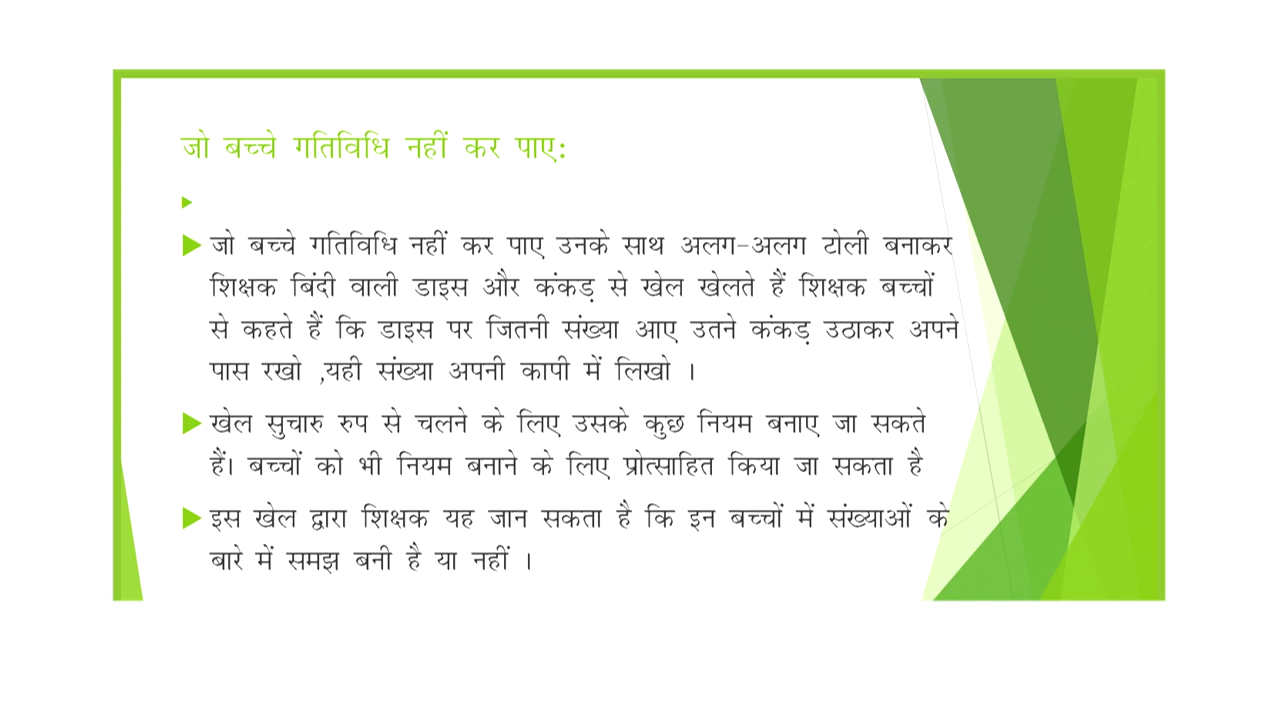 जो बच्चे गतिविधि नहीं कर पाए:
जो बच्चे गतिविधि नहीं कर पाए उनके साथ अलग-अलग टोली बनाकर
शिक्षक बिंदी वाली डाइस और कंकड़ से खेल खेलते हैं शिक्षक बच्चों
से कहते हैं कि डाइस पर जितनी संख्या आए उतने कंकड़ उठाकर अपने
पास रखो ,यही संख्या अपनी कापी में लिखो ।
खेल सुचारु रुप से चलने के लिए उसके कुछ नियम बनाए जा सकते
हैं। बच्चों को भी नियम बनाने के लिए प्रोत्साहित किया जा सकता है
इस खेल द्वारा शिक्षक यह जान सकता है कि इन बच्चों में संख्याओं के
बारे में समझ बनी है या नहीं ।